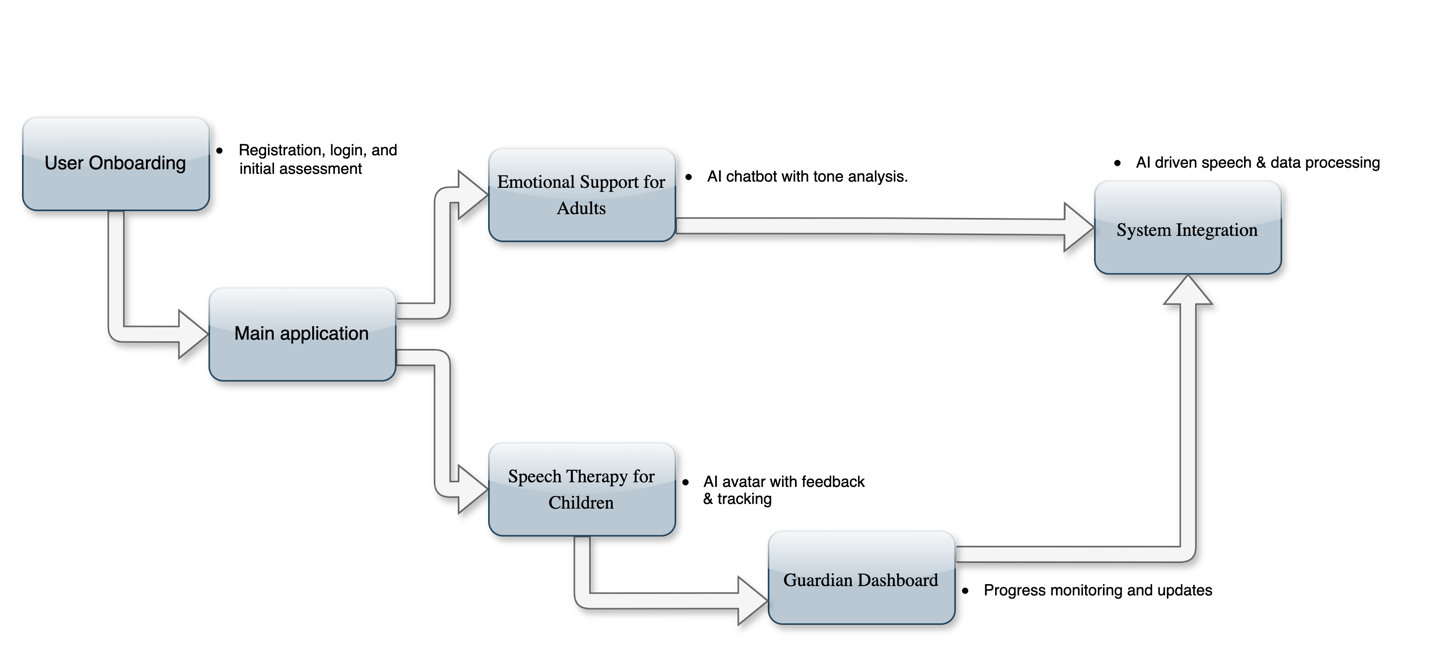 User Onboarding
• Registration, login, and
initial assessment
Main application
Emotional Support for
Adults
• AI chatbot with tone analysis.
• AI driven speech & data processing
System Integration
Speech Therapy for
Children
• AI avatar with feedback
& tracking
Guardian Dashboard
• Progress monitoring and updates